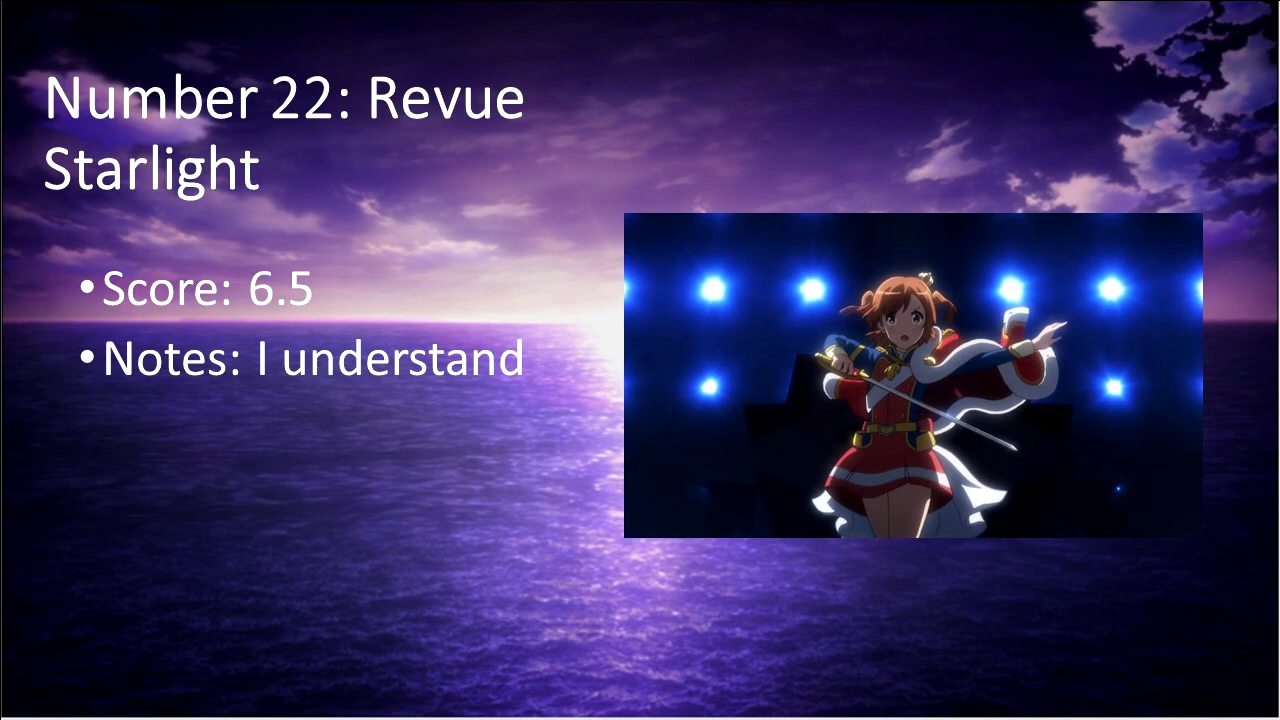 Number 22: Revue
Starlight
•Score: 6.5
•Notes: I understand